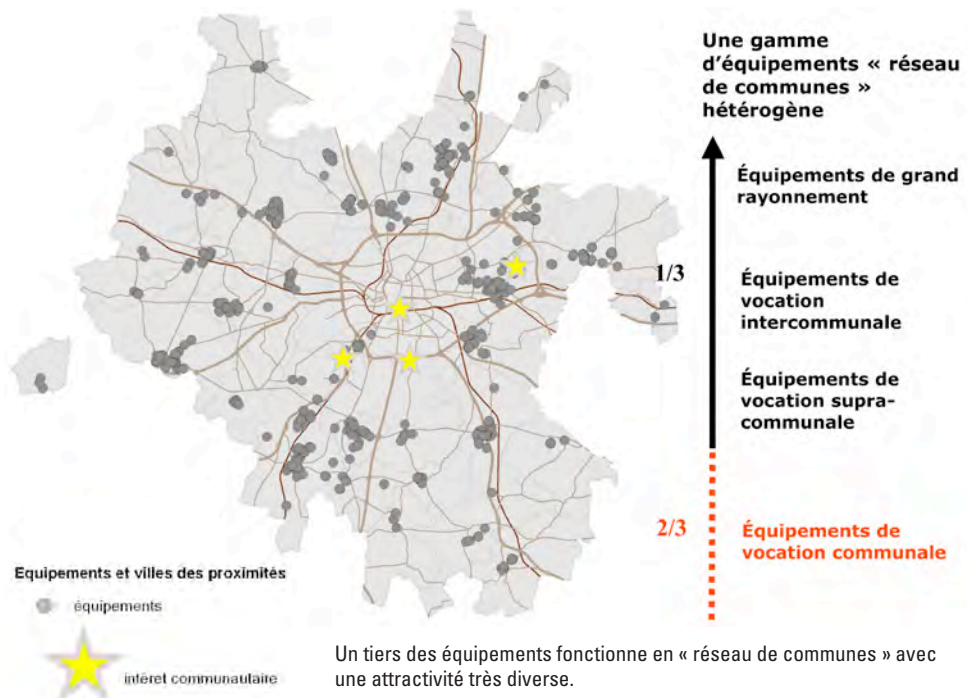 Une gamme
d'équipements « réseau
de communes »
hétérogène
Équipements de grand
rayonnement
1/3
Équipements de
vocation
intercommunale
Équipements de
vocation supra-
communale
2/3
Équipements de
vocation communale
Equipements et villes des proximités
équipements
intéret communautaire
Un tiers des équipements fonctionne en « réseau de communes » avec
une attractivité très diverse.